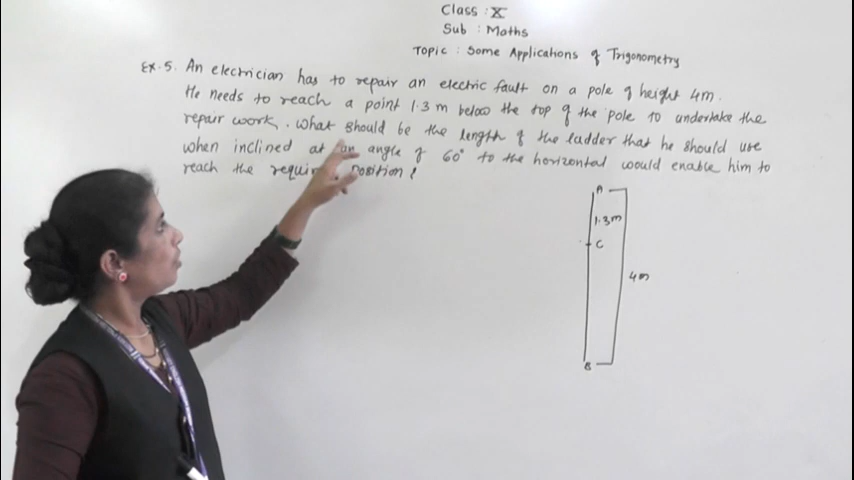 Class : X
Sub : Maths
Topic : Some Applications of Trigonometry
Ex.5. An electrician has to repair an electric fault on a pole of height 4m.
He needs to reach a point 1.3 m below the top of the pole to undertake the
repair work. What should be the length of the ladder that he should use
when inclined at an angle of 60° to the horizontal would enable him to
reach the position?
A
1.3m
C
4m
B